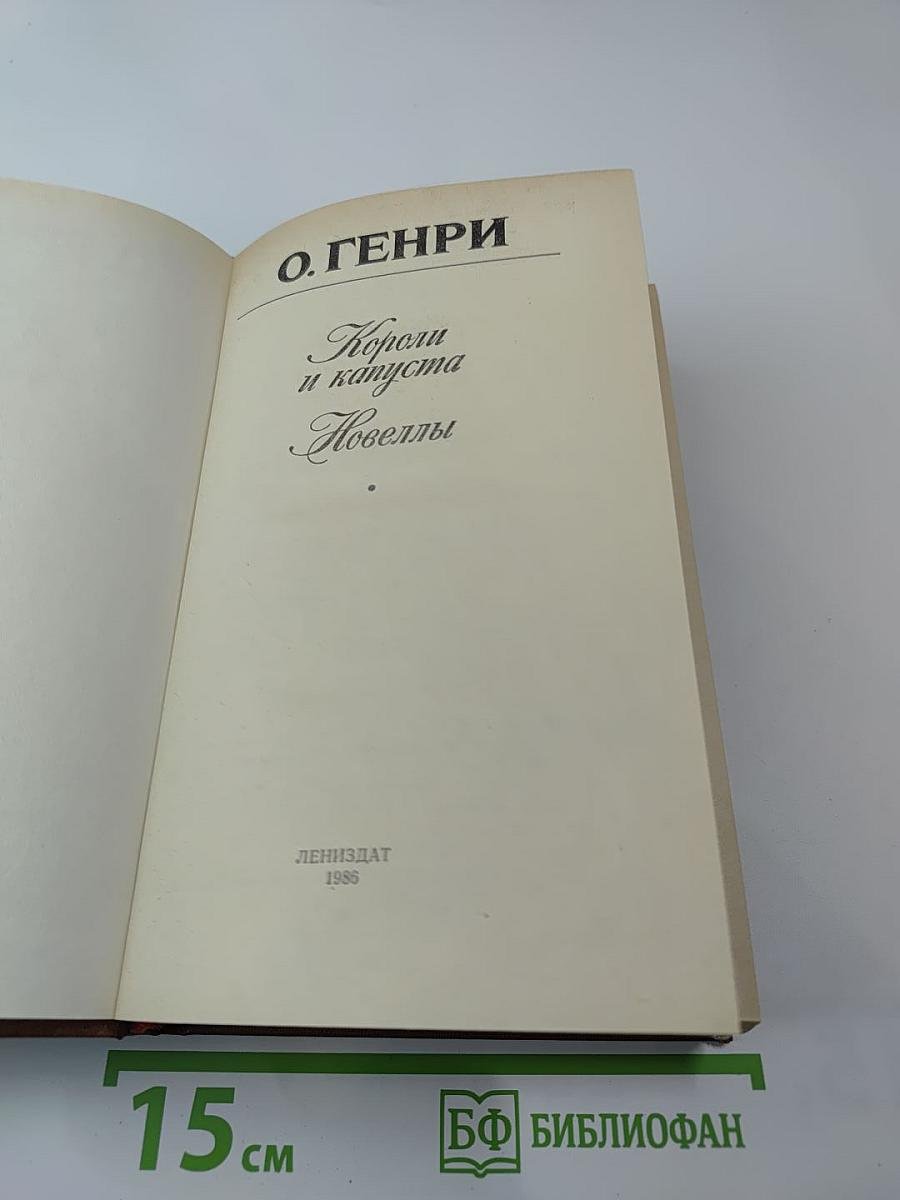 О. ГЕНРИ
Короли
и капуста
Новеллы
ЛЕНИЗДАТ
1986
15 см
БФ БИБЛИОФАН